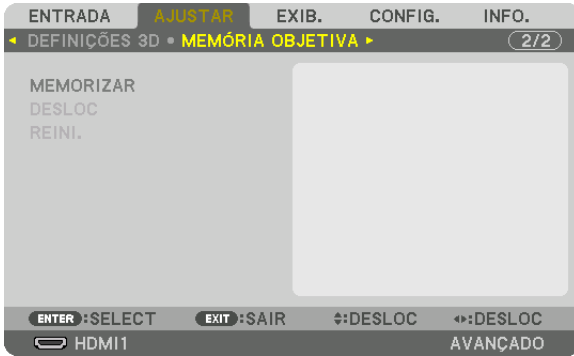 ENTRADA AJUSTAR EXIB. CONFIG. INFO.
DEFINIÇÕES 3D • MEMÓRIA OBJETIVA 2/2
MEMORIZAR
DESLOC
REINI.
ENTER :SELECT EXIT :SAIR :DESLOC :DESLOC
HDMI1 AVANÇADO